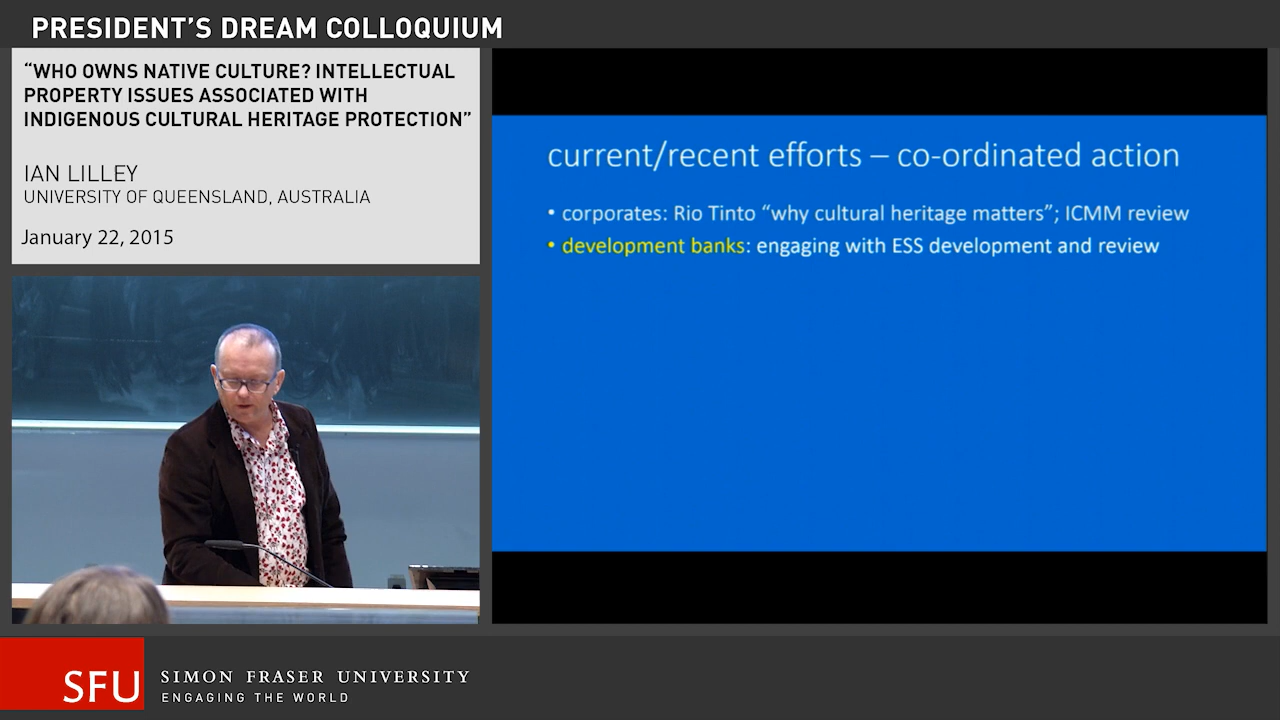 PRESIDENT'S DREAM COLLOQUIUM
“WHO OWNS NATIVE CULTURE? INTELLECTUAL
PROPERTY ISSUES ASSOCIATED WITH
INDIGENOUS CULTURAL HERITAGE PROTECTION”
IAN LILLEY
UNIVERSITY OF QUEENSLAND, AUSTRALIA
January 22, 2015
current/recent efforts – co-ordinated action
• corporates: Rio Tinto “why cultural heritage matters”; ICMM review
• development banks: engaging with ESS development and review
SFU
SIMON FRASER UNIVERSITY
ENGAGING THE WORLD